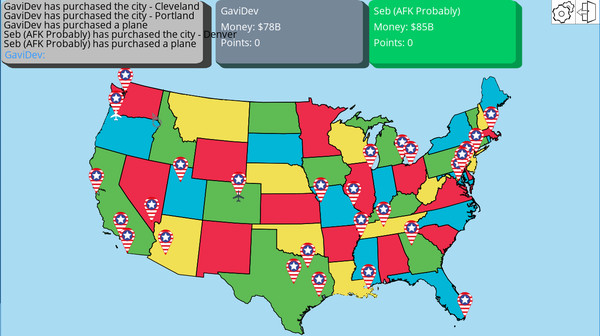 GaviDev has purchased the city - Cleveland
GaviDev has purchased the city - Portland
GaviDev has purchased a plane
Seb (AFK Probably) has purchased the city - Denver
Seb (AFK Probably) has purchased a plane
GaviDev:
GaviDev
Money: $78B
Points: 0
Seb (AFK Probably)
Money: $85B
Points: 0